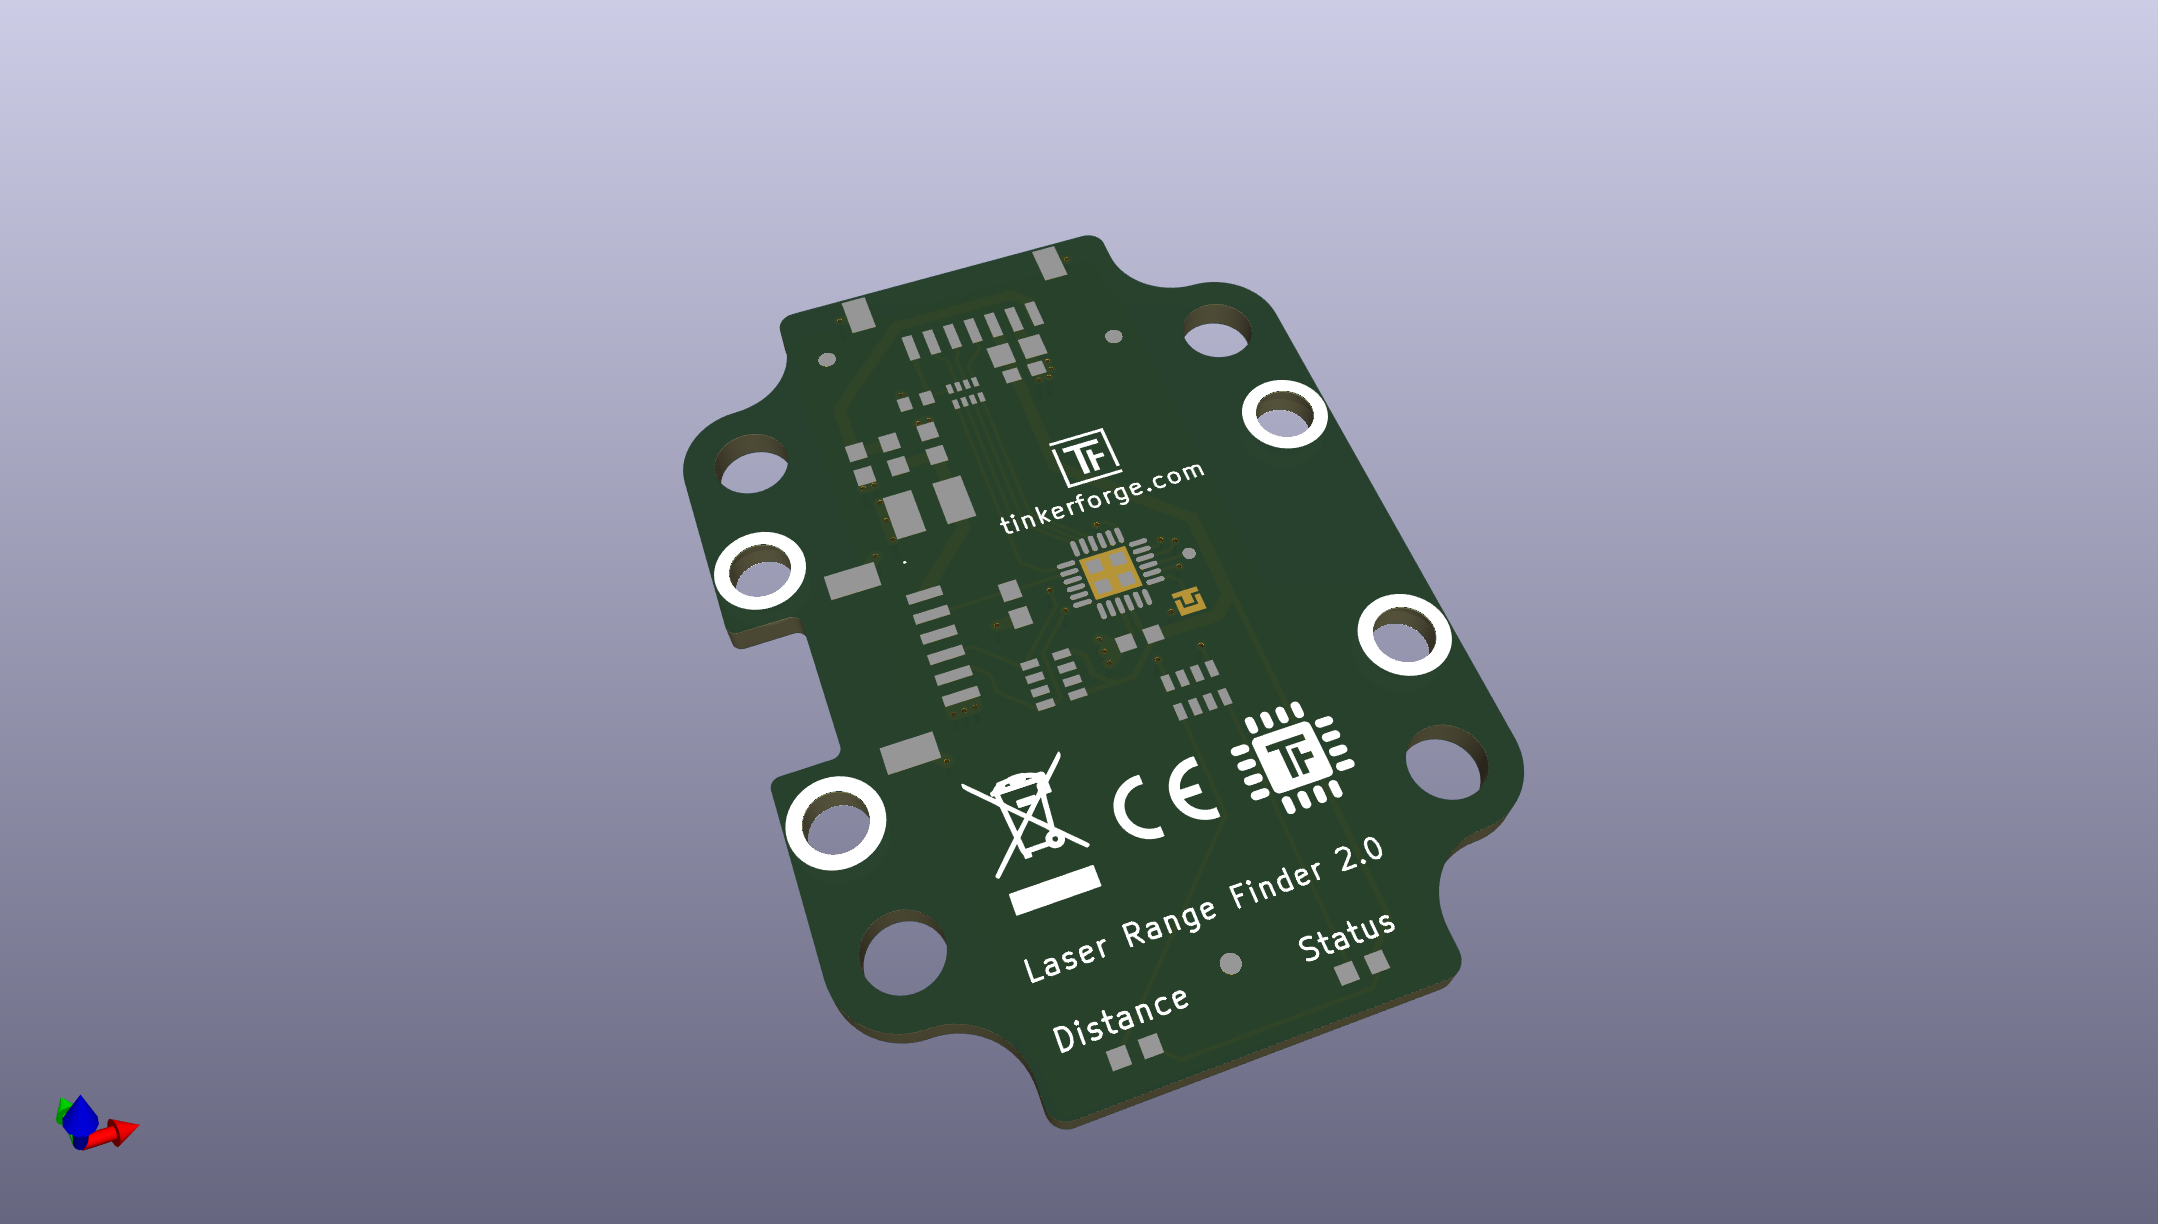 TF
tinkerforge.com
TF
CE
Laser Range Finder 2.0
Status
Distance